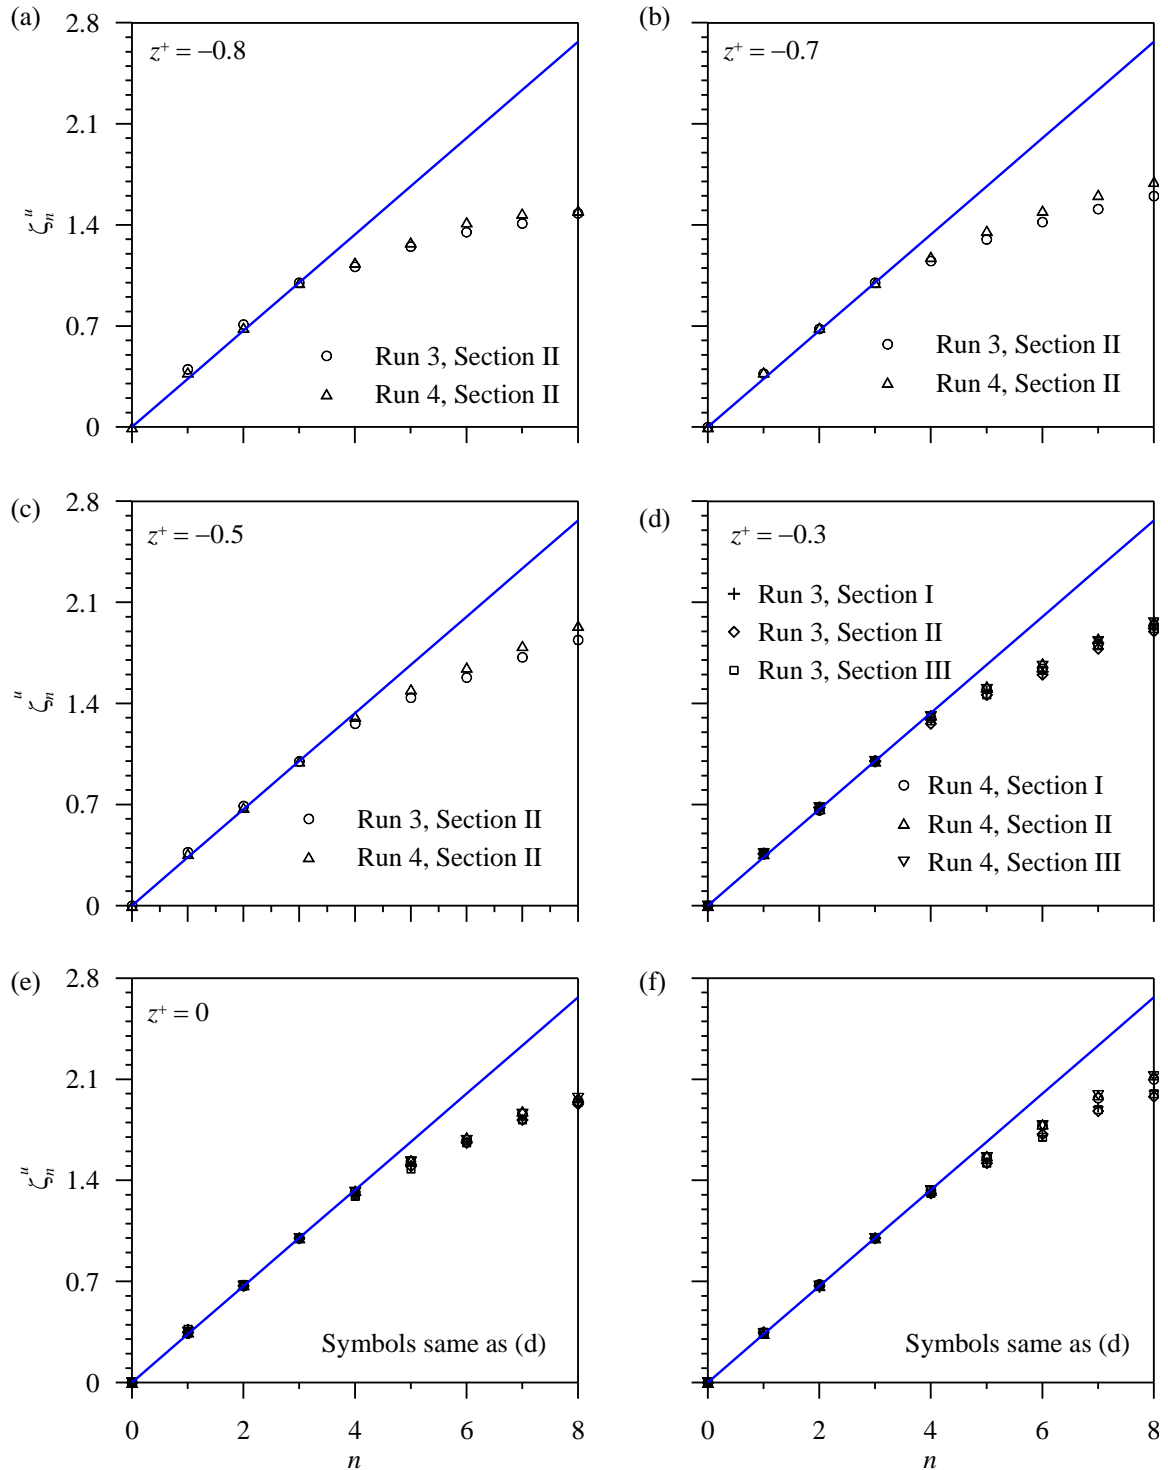 (a)
2.8
2.1
1.4
0.7
0
ζₙᵘ
z⁺ = –0.8
Run 3, Section II
Run 4, Section II
(b)
z⁺ = –0.7
Run 3, Section II
Run 4, Section II
(c)
2.8
2.1
1.4
0.7
0
ζₙᵘ
z⁺ = –0.5
Run 3, Section II
Run 4, Section II
(d)
z⁺ = –0.3
Run 3, Section I
Run 3, Section II
Run 3, Section III
Run 4, Section I
Run 4, Section II
Run 4, Section III
(e)
2.8
2.1
1.4
0.7
0
ζₙᵘ
z⁺ = 0
Symbols same as (d)
0 2 4 6 8
n
(f)
Symbols same as (d)
0 2 4 6 8
n